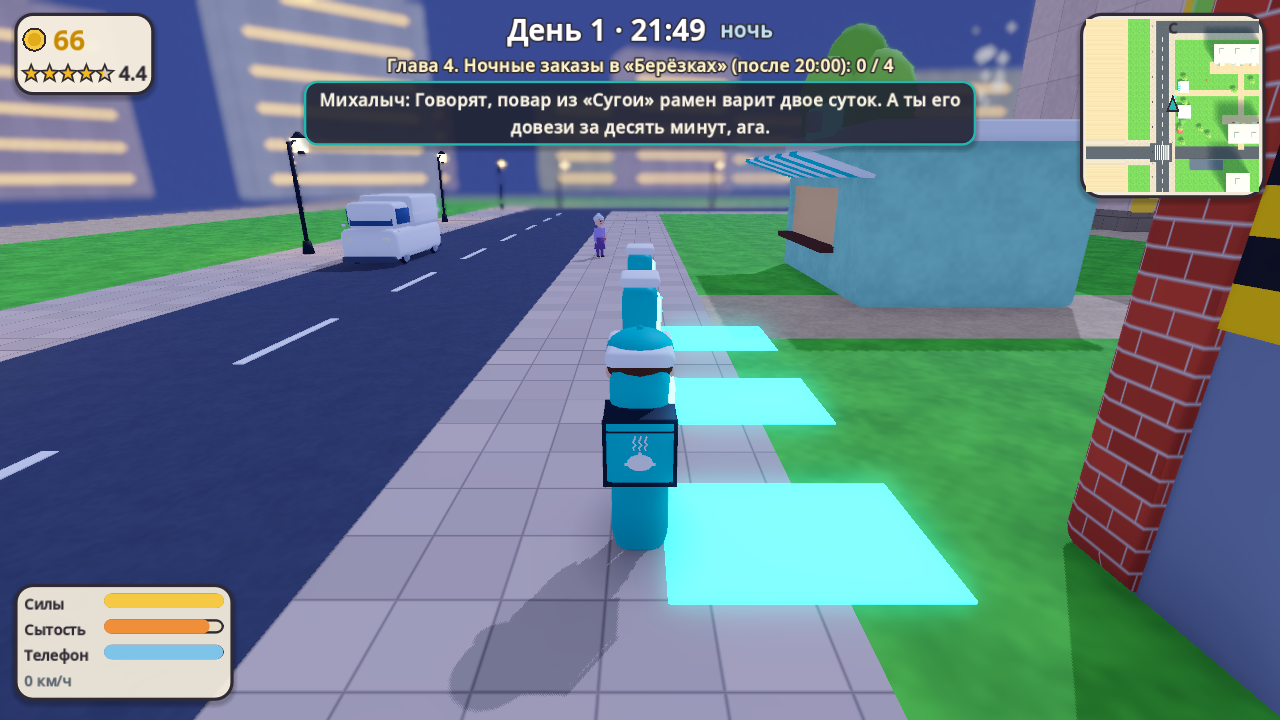 66
4.4
День 1 · 21:49 ночь
Глава 4. Ночные заказы в «Берёзках» (после 20:00): 0 / 4
Михалыч: Говорят, повар из «Сугои» рамен варит двое суток. А ты его
довези за десять минут, ага.
С
Силы
Сытость
Телефон
0 км/ч